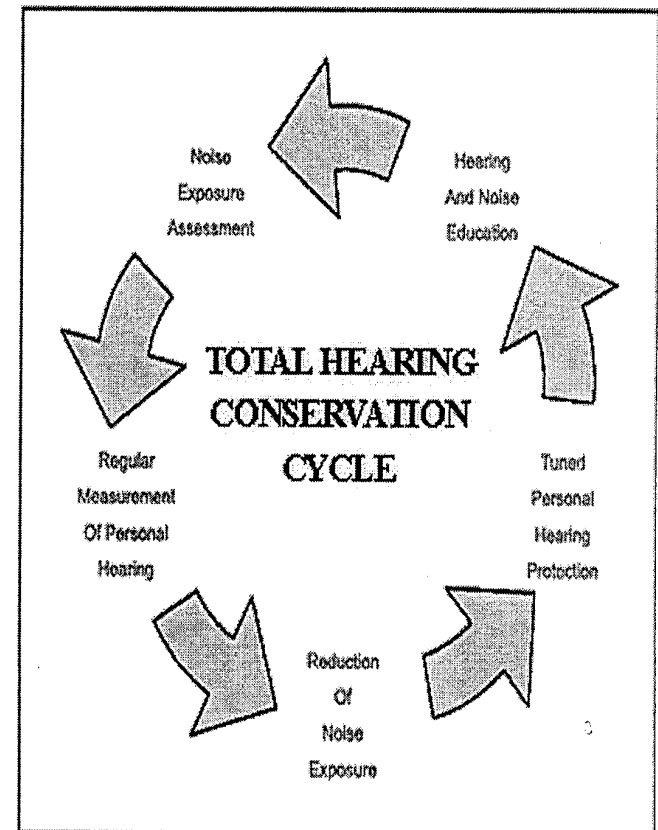 Noise
Exposure
Assessment
Hearing
And Noise
Education
TOTAL HEARING
CONSERVATION
CYCLE
Regular
Measurement
Of Personal
Hearing
Tuned
Personal
Hearing
Protection
Reduction
Of
Noise
Exposure